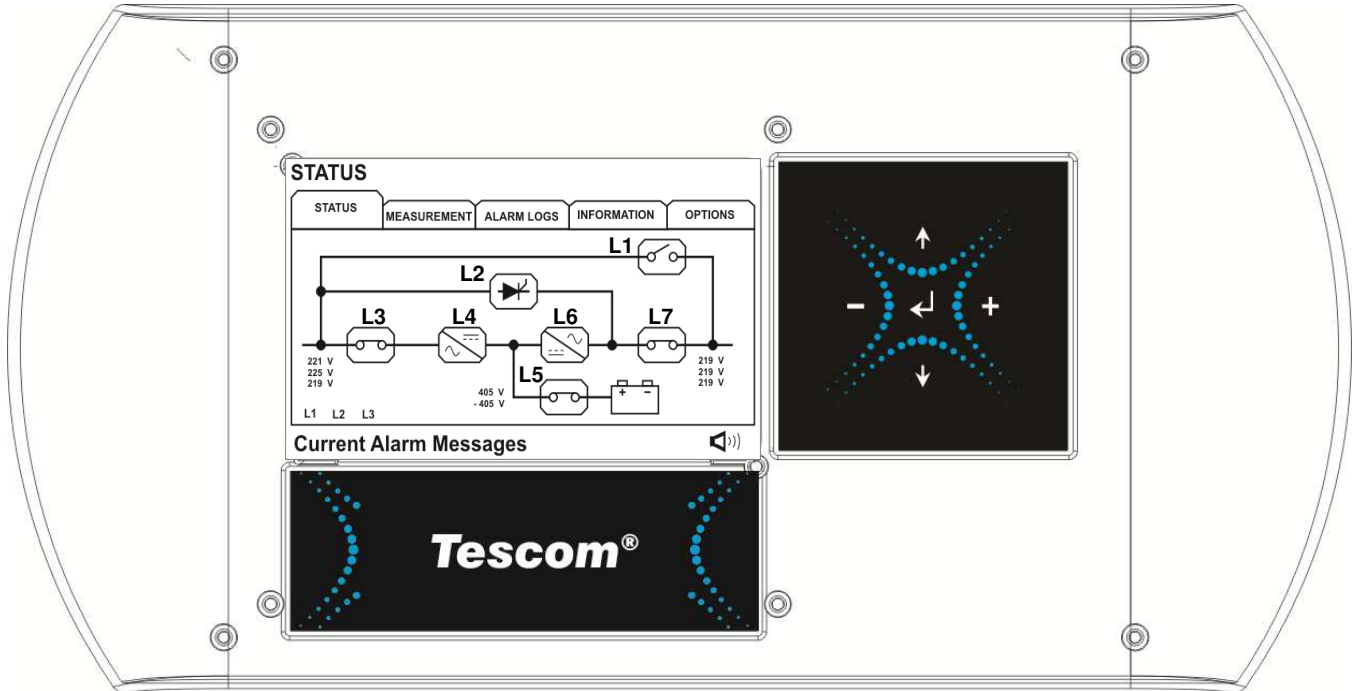 STATUS
STATUS MEASUREMENT ALARM LOGS INFORMATION OPTIONS
L1
L2
L3 L4 L6 L7
221 V
225 V
219 V
219 V
219 V
219 V
L5
405 V
- 405 V
+ −
L1 L2 L3
Current Alarm Messages
− +
Tescom®